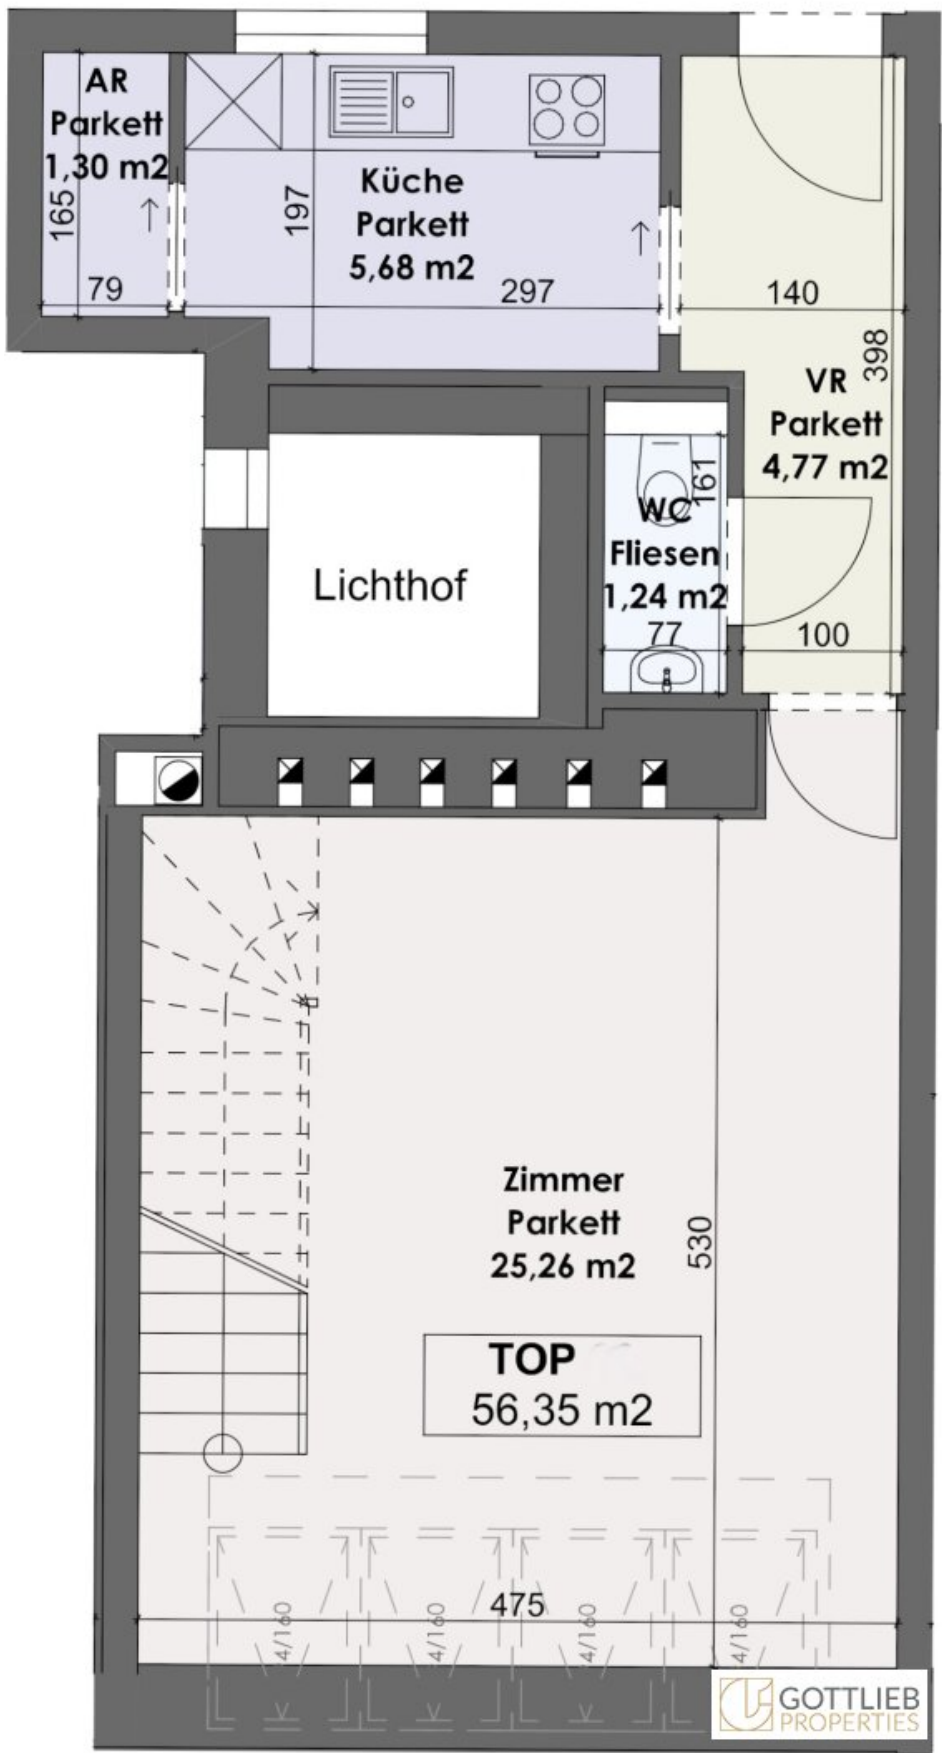 AR
Parkett
1,30 m2
165
79
197
Küche
Parkett
5,68 m2
297
140
398
VR
Parkett
4,77 m2
161
WC
Fliesen
1,24 m2
77
100
Lichthof
Zimmer
Parkett
25,26 m2
530
TOP
56,35 m2
475
4/160
4/160
4/160
4/160
GOTTLIEB
PROPERTIES